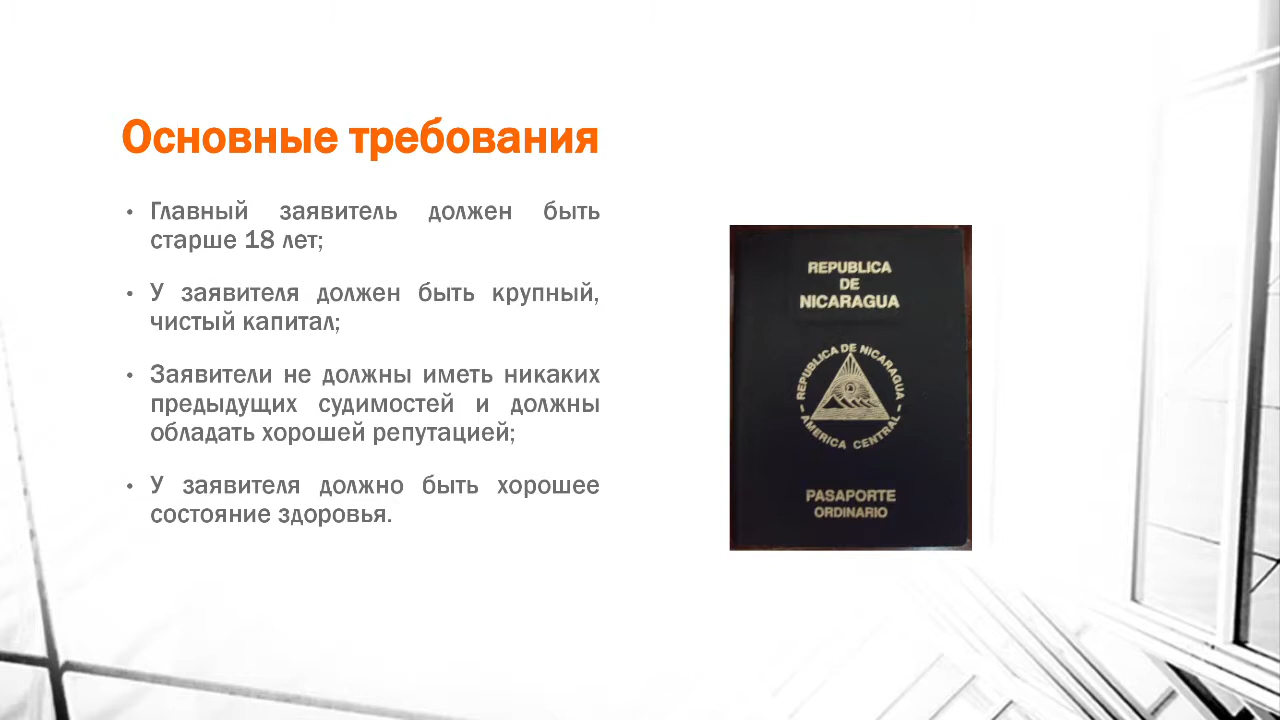 Основные требования
• Главный заявитель должен быть
старше 18 лет;
• У заявителя должен быть крупный,
чистый капитал;
• Заявители не должны иметь никаких
предыдущих судимостей и должны
обладать хорошей репутацией;
• У заявителя должно быть хорошее
состояние здоровья.
REPUBLICA
DE
NICARAGUA
REPUBLICA DE NICARAGUA
- AMERICA CENTRAL -
PASAPORTE
ORDINARIO